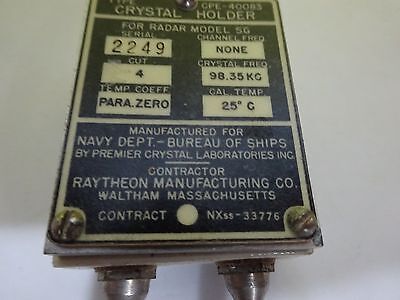 TYPE CPE-40083
CRYSTAL HOLDER
FOR RADAR MODEL SG
SERIAL CHANNEL FREQ
2249 NONE
CUT CRYSTAL FREQ.
4 98.35KC
TEMP COEFF CAL. TEMP
PARA. ZERO 25° C
MANUFACTURED FOR
NAVY DEPT.-BUREAU OF SHIPS
BY PREMIER CRYSTAL LABORATORIES INC
CONTRACTOR
RAYTHEON MANUFACTURING CO.
WALTHAM MASSACHUSETTS
CONTRACT NXss-33776